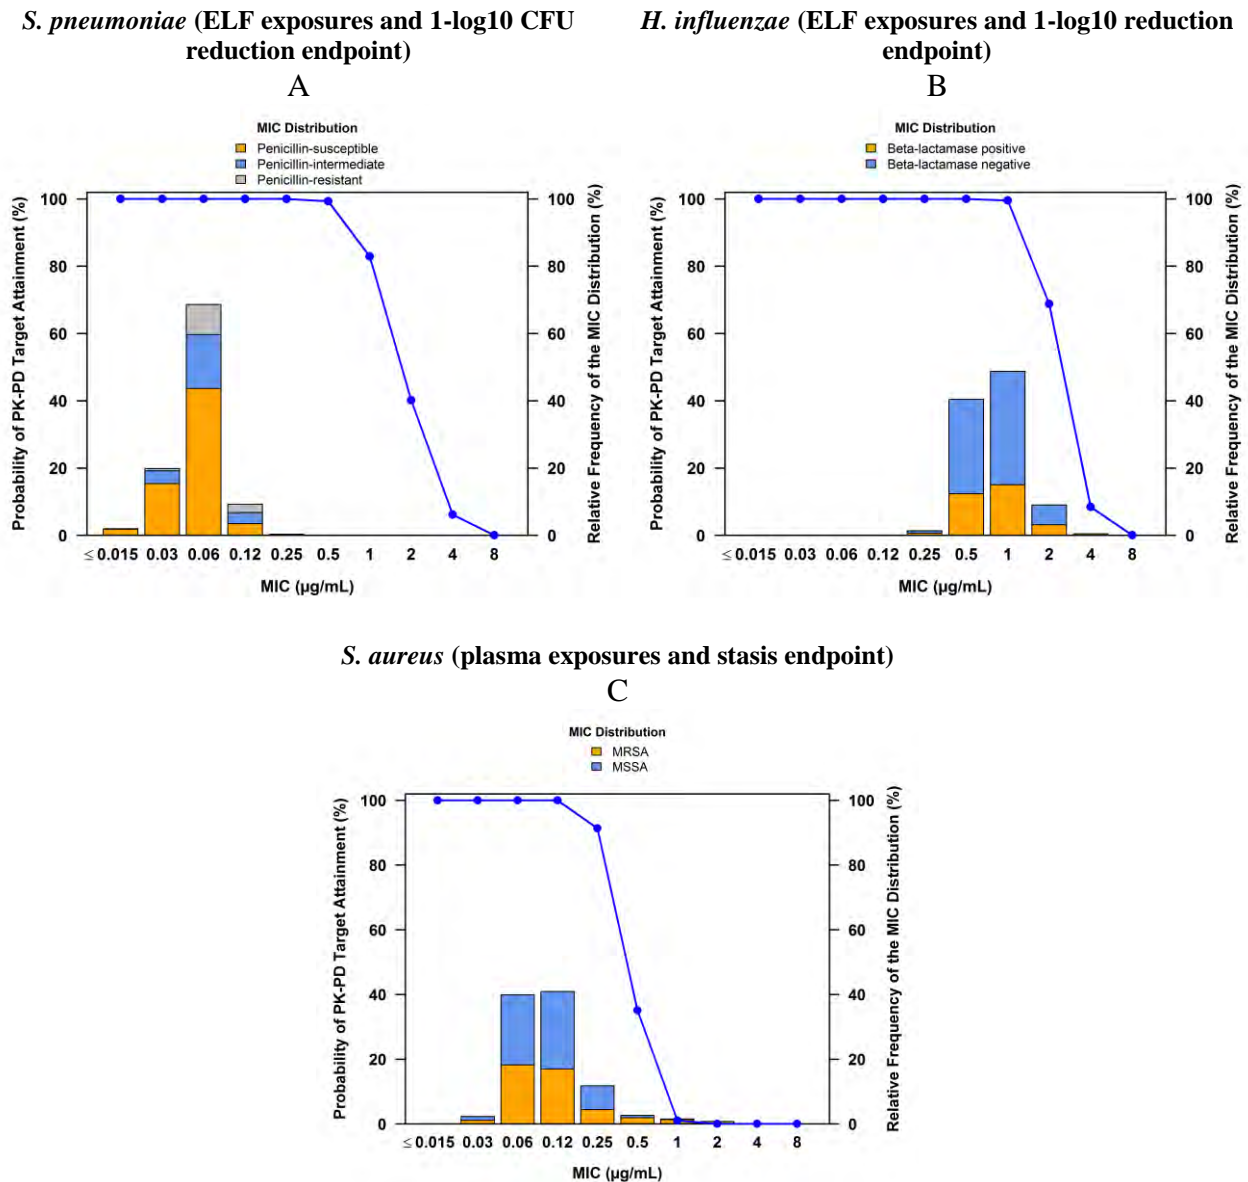 S. pneumoniae (ELF exposures and 1-log10 CFU
reduction endpoint)
A
MIC Distribution
Penicillin-susceptible
Penicillin-intermediate
Penicillin-resistant
Probability of PK-PD Target Attainment (%)
100
80
60
40
20
0
100
80
60
40
20
0
Relative Frequency of the MIC Distribution (%)
≤ 0.015 0.03 0.06 0.12 0.25 0.5 1 2 4 8
MIC (µg/mL)
H. influenzae (ELF exposures and 1-log10 reduction
endpoint)
B
MIC Distribution
Beta-lactamase positive
Beta-lactamase negative
Probability of PK-PD Target Attainment (%)
100
80
60
40
20
0
100
80
60
40
20
0
Relative Frequency of the MIC Distribution (%)
≤ 0.015 0.03 0.06 0.12 0.25 0.5 1 2 4 8
MIC (µg/mL)
S. aureus (plasma exposures and stasis endpoint)
C
MIC Distribution
MRSA
MSSA
Probability of PK-PD Target Attainment (%)
100
80
60
40
20
0
100
80
60
40
20
0
Relative Frequency of the MIC Distribution (%)
≤ 0.015 0.03 0.06 0.12 0.25 0.5 1 2 4 8
MIC (µg/mL)